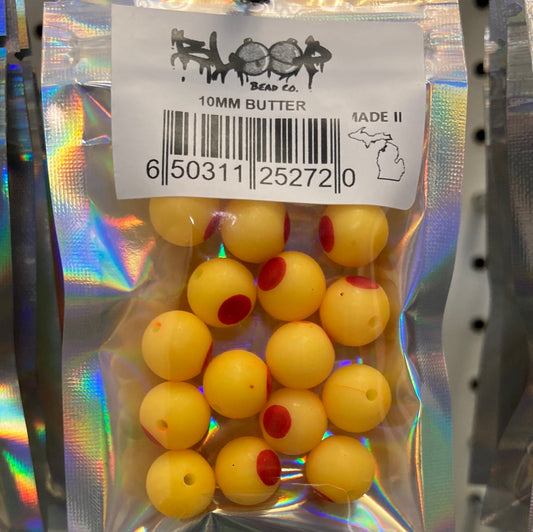 BLOOP
BEAD CO.
10MM BUTTER
MADE I
6 50311 25272 0